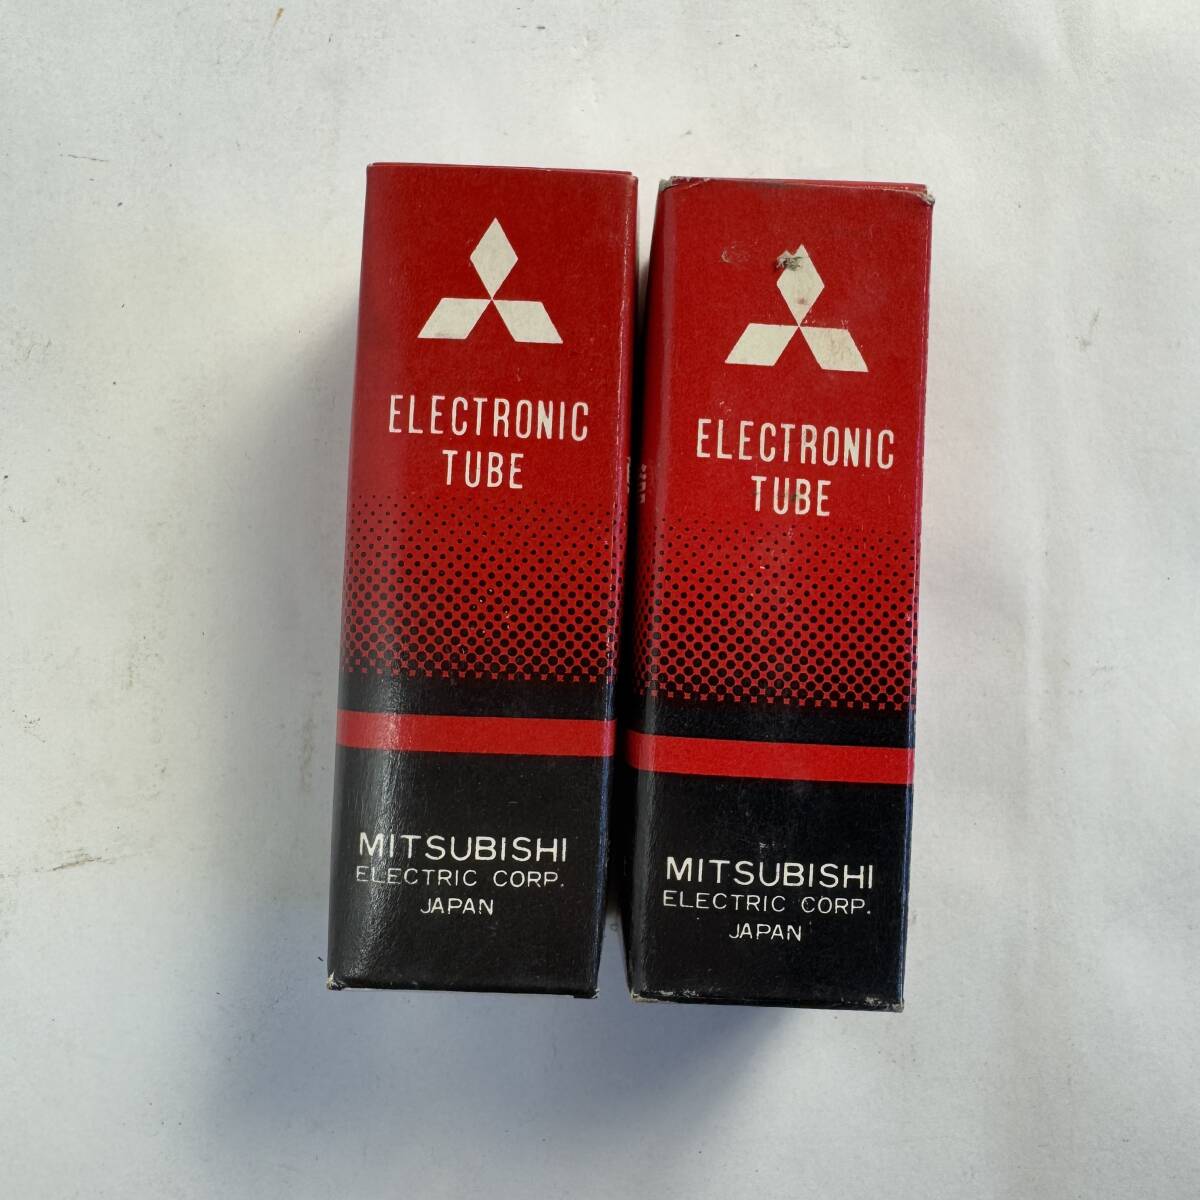 ELECTRONIC
TUBE
MITSUBISHI
ELECTRIC CORP.
JAPAN
ELECTRONIC
TUBE
MITSUBISHI
ELECTRIC CORP.
JAPAN